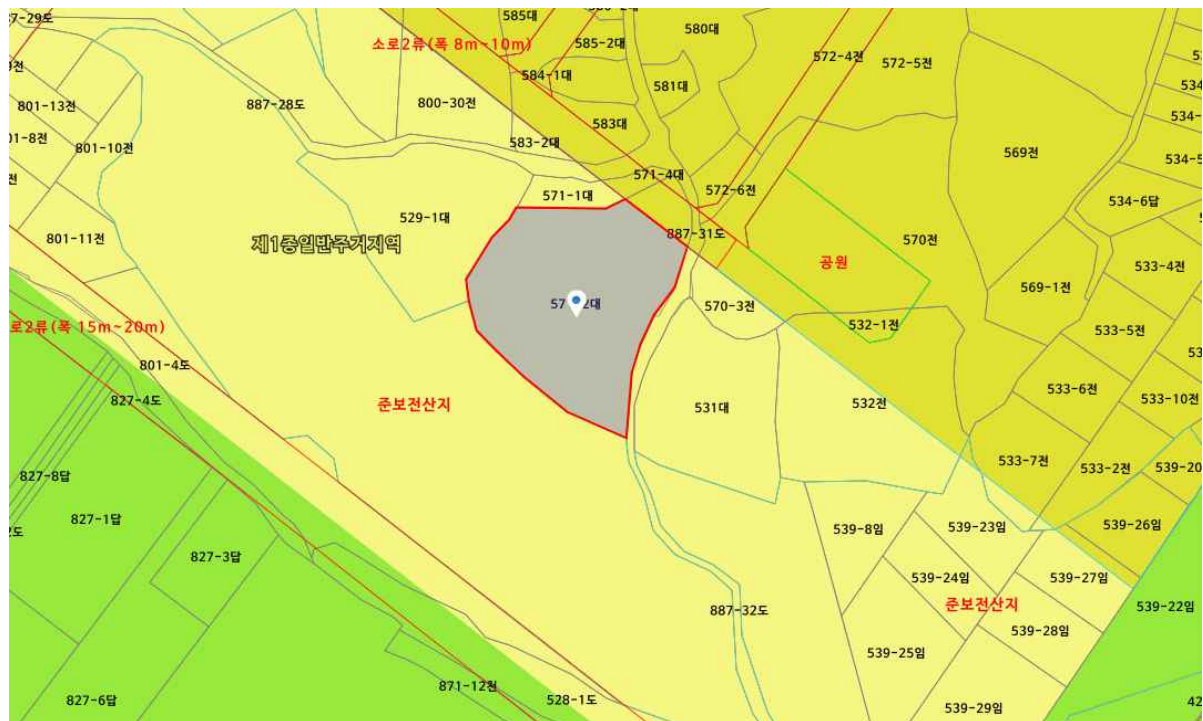 585대
580대
소로2류(폭 8m~10m)
585-2대
572-4전
572-5전
584-1대
581대
801-13전
887-28도
800-30전
583대
801-10전
583-2대
569전
571-4대
572-6전
571-1대
534-6답
529-1대
801-11전
887-31도
570전
제1종일반주거지역
공원
533-4전
569-1전
570-3전
532-1전
533-5전
로2류(폭 15m~20m)
801-4도
533-6전
827-4도
준보전산지
531대
532전
533-10전
533-7전
533-2전
827-8답
827-1답
539-20
539-8임
539-23임
539-26임
827-3답
539-24임
539-27임
준보전산지
887-32도
539-22임
539-28임
539-25임
871-12전
827-6답
528-1도
539-29임